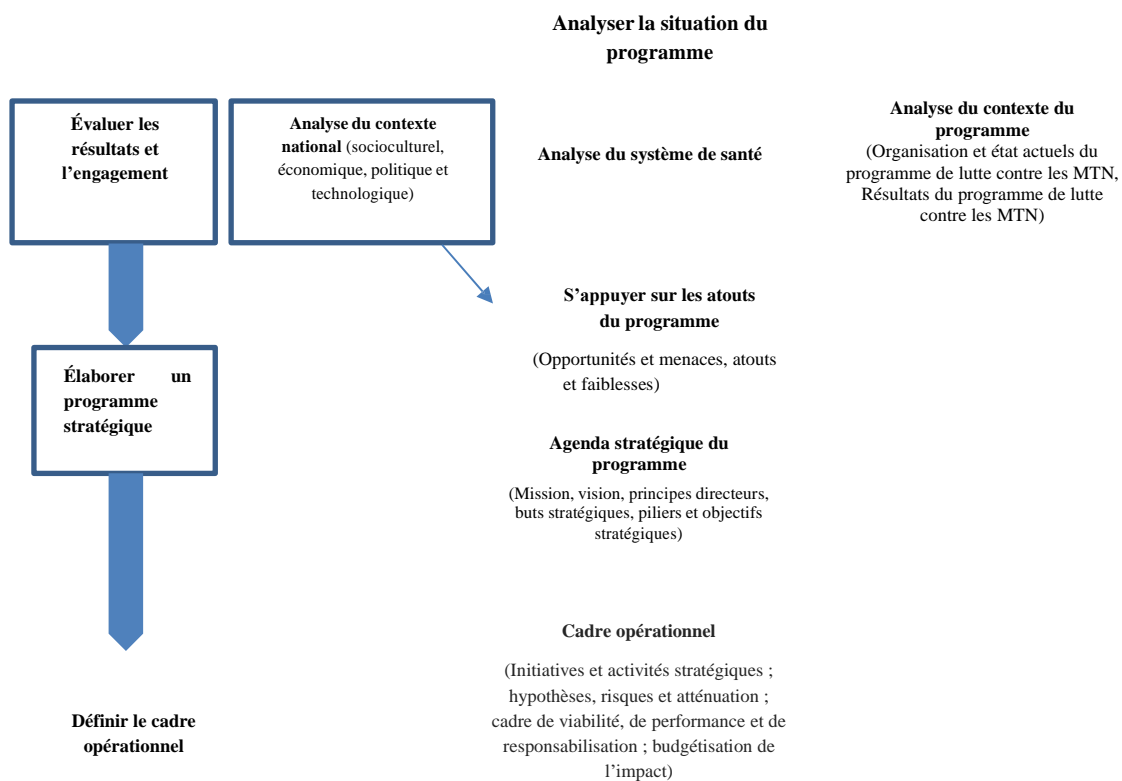 Analyser la situation du
programme
Évaluer les
résultats et
l’engagement
Analyse du contexte
national (socioculturel,
économique, politique et
technologique)
Analyse du système de santé
Analyse du contexte du
programme
(Organisation et état actuels du
programme de lutte contre les MTN,
Résultats du programme de lutte
contre les MTN)
S’appuyer sur les atouts
du programme
(Opportunités et menaces, atouts
et faiblesses)
Élaborer un
programme
stratégique
Agenda stratégique du
programme
(Mission, vision, principes directeurs,
buts stratégiques, piliers et objectifs
stratégiques)
Définir le cadre
opérationnel
Cadre opérationnel
(Initiatives et activités stratégiques ;
hypothèses, risques et atténuation ;
cadre de viabilité, de performance et de
responsabilisation ; budgétisation de
l’impact)